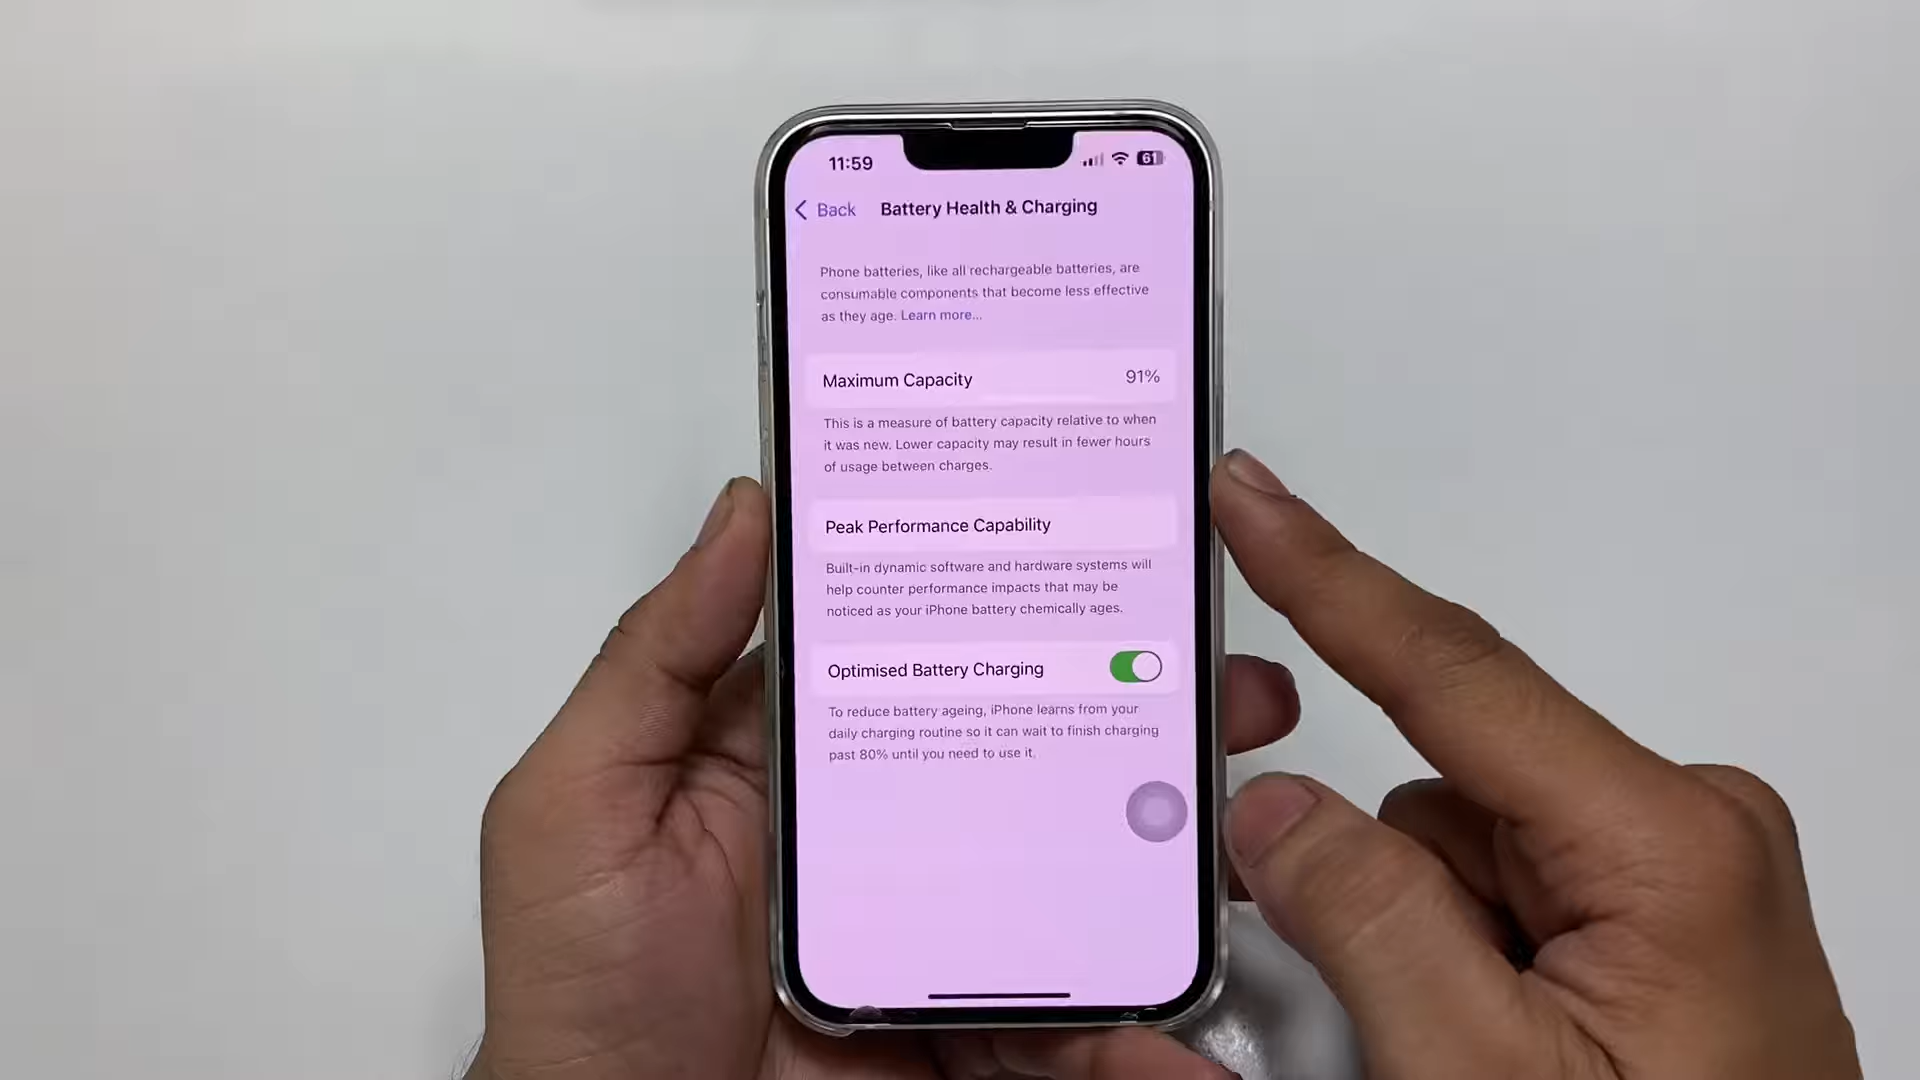 11:59
61
Back
Battery Health & Charging
Phone batteries, like all rechargeable batteries, are
consumable components that become less effective
as they age. Learn more...
Maximum Capacity 91%
This is a measure of battery capacity relative to when
it was new. Lower capacity may result in fewer hours
of usage between charges.
Peak Performance Capability
Built-in dynamic software and hardware systems will
help counter performance impacts that may be
noticed as your iPhone battery chemically ages.
Optimised Battery Charging
To reduce battery ageing, iPhone learns from your
daily charging routine so it can wait to finish charging
past 80% until you need to use it.